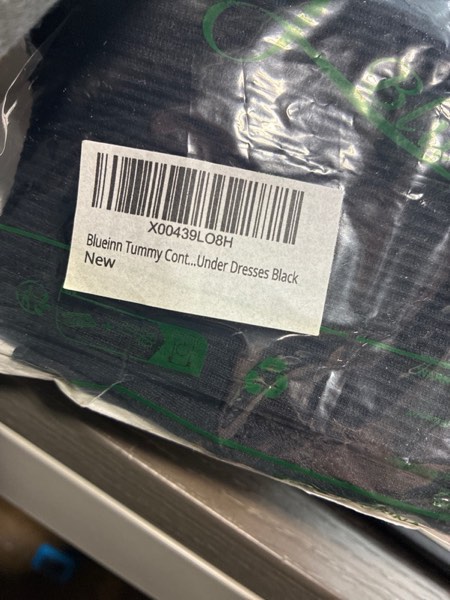 X00439LO8H
Blueinn Tummy Cont...Under Dresses Black
New